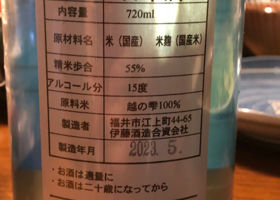 内容量 720ml
原材料名 米(国産) 米麹(国産米)
精米歩合 55%
アルコール分 15度
原料米 越の雫100%
製造者 福井市江上町44-65
伊藤酒造合資会社
製造年月 2023.5.
・お酒は適量に
・お酒は二十歳になってから